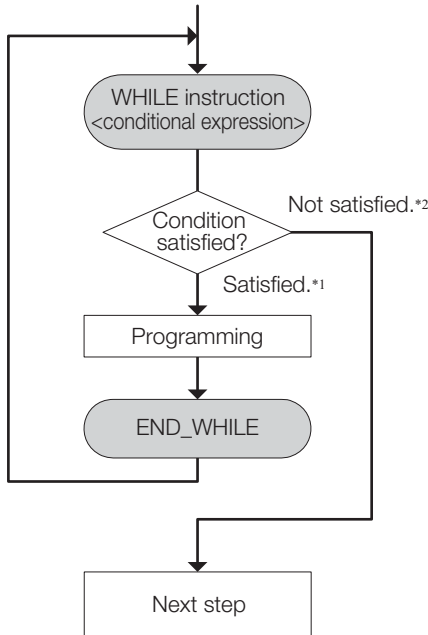 WHILE instruction
<conditional expression>
Condition
satisfied?
Not satisfied.*2
Satisfied.*1
Programming
END_WHILE
Next step